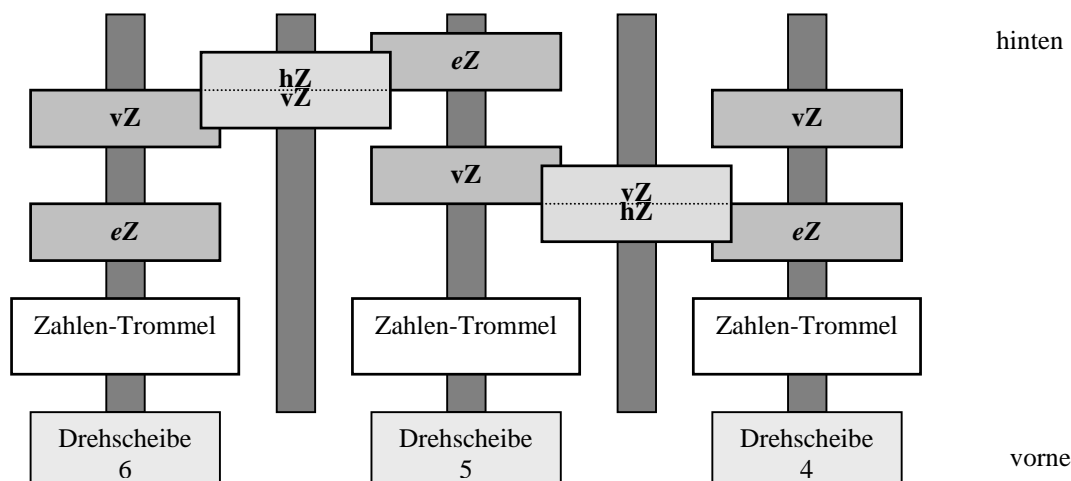 hinten
eZ
hZ
vZ
vZ
vZ
vZ
vZ
hZ
eZ
eZ
Zahlen-Trommel
Zahlen-Trommel
Zahlen-Trommel
Drehscheibe
6
Drehscheibe
5
Drehscheibe
4
vorne